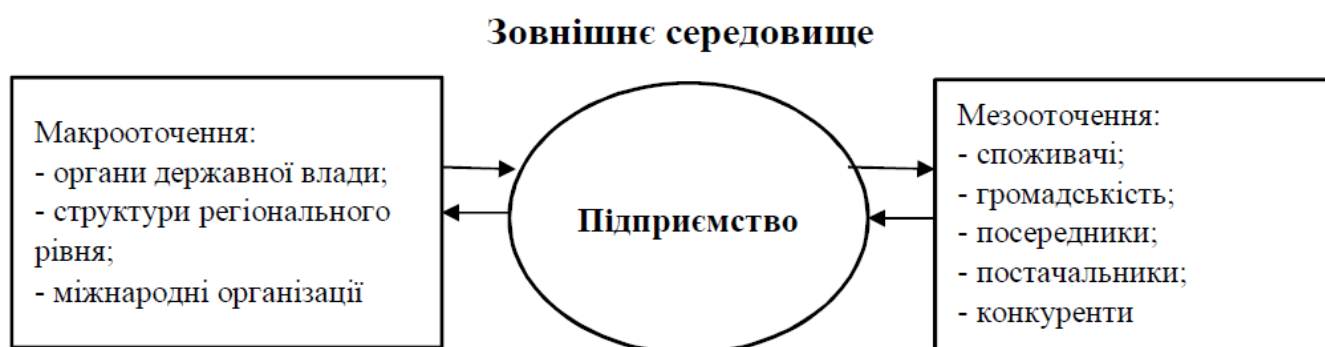 Зовнішнє середовище
Макрооточення:
- органи державної влади;
- структури регіонального
рівня;
- міжнародні організації
Підприємство
Мезооточення:
- споживачі;
- громадськість;
- посередники;
- постачальники;
- конкуренти